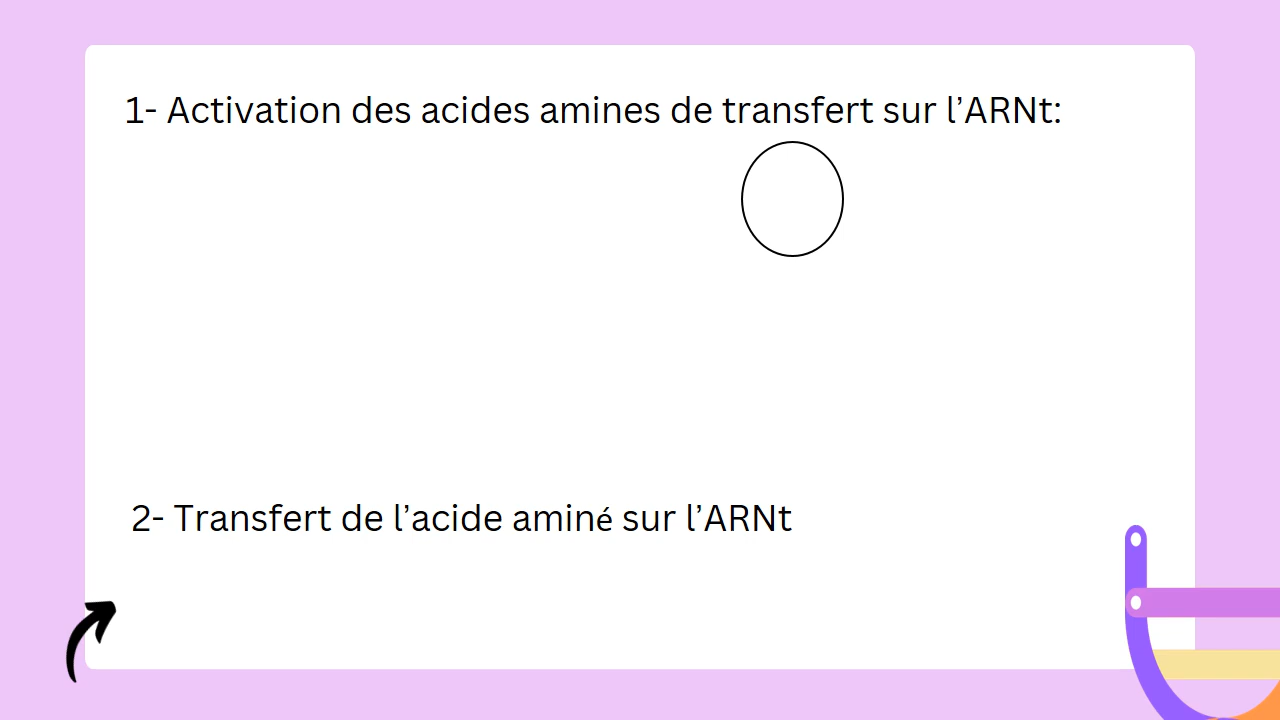 1- Activation des acides amines de transfert sur l’ARNt:
2- Transfert de l’acide aminé sur l’ARNt